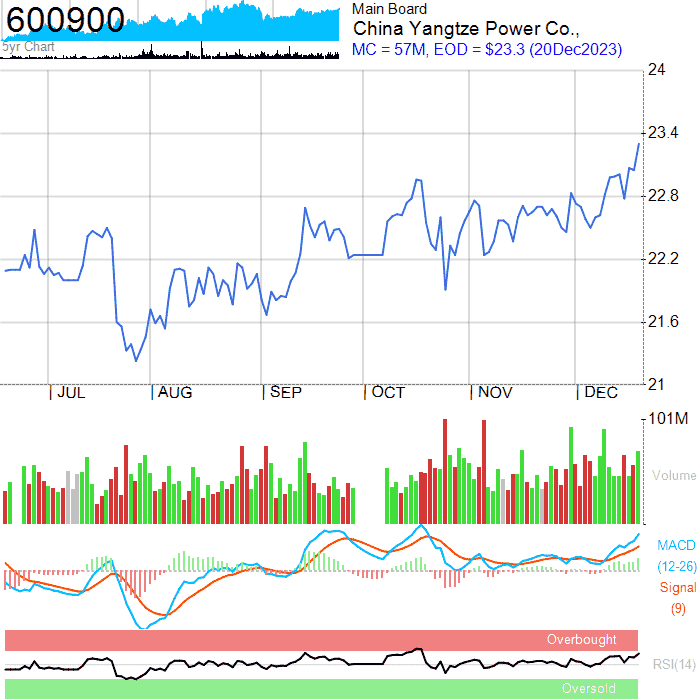 600900
5yr Chart
Main Board
China Yangtze Power Co.,
MC = 57M, EOD = $23.3 (20Dec2023)
24
23.4
22.8
22.2
21.6
21
| JUL | AUG | SEP | OCT | NOV | DEC
101M
Volume
MACD
(12-26)
Signal
(9)
Overbought
RSI(14)
Oversold